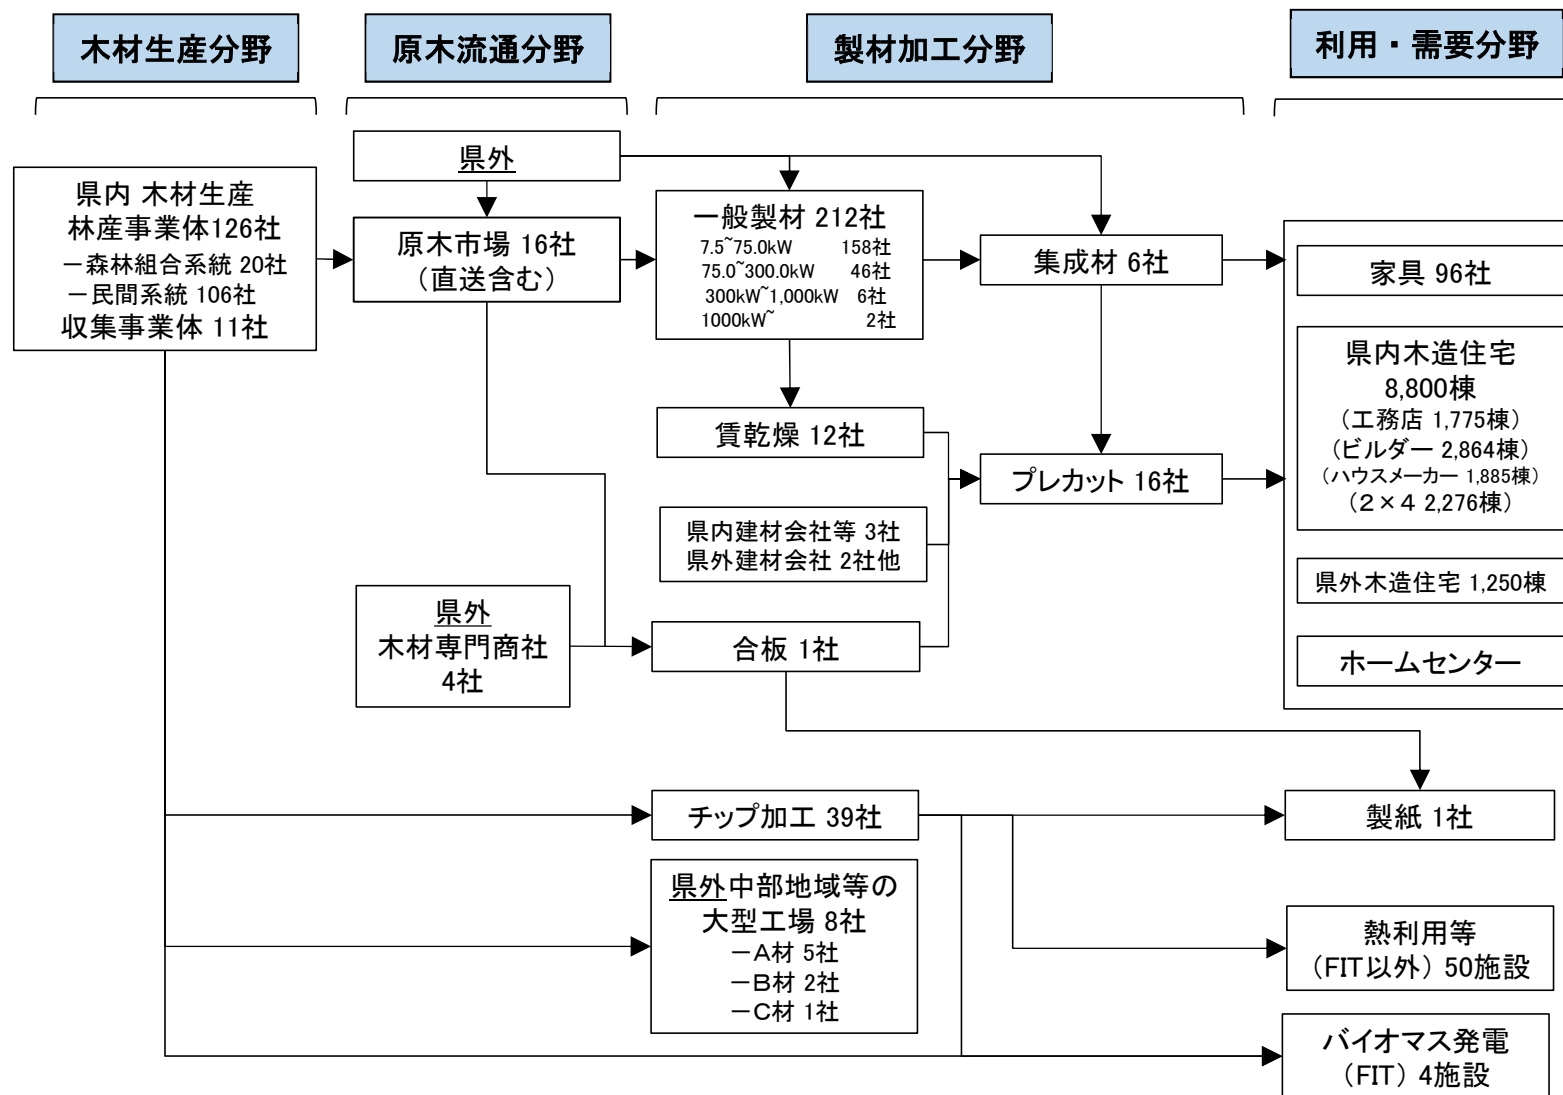 木材生産分野
原木流通分野
製材加工分野
利用・需要分野
県内 木材生産
林産事業体126社
－森林組合系統 20社
－民間系統 106社
収集事業体 11社
県外
原木市場 16社
（直送含む）
県外
木材専門商社
4社
一般製材 212社
7.5~75.0kW 158社
75.0~300.0kW 46社
300kW~1,000kW 6社
1000kW~ 2社
賃乾燥 12社
県内建材会社等 3社
県外建材会社 2社他
合板 1社
チップ加工 39社
県外中部地域等の
大型工場 8社
－A材 5社
－B材 2社
－C材 1社
集成材 6社
プレカット 16社
家具 96社
県内木造住宅
8,800棟
（工務店 1,775棟）
（ビルダー 2,864棟）
（ハウスメーカー 1,885棟）
（２×４ 2,276棟）
県外木造住宅 1,250棟
ホームセンター
製紙 1社
熱利用等
（FIT以外） 50施設
バイオマス発電
（FIT） 4施設